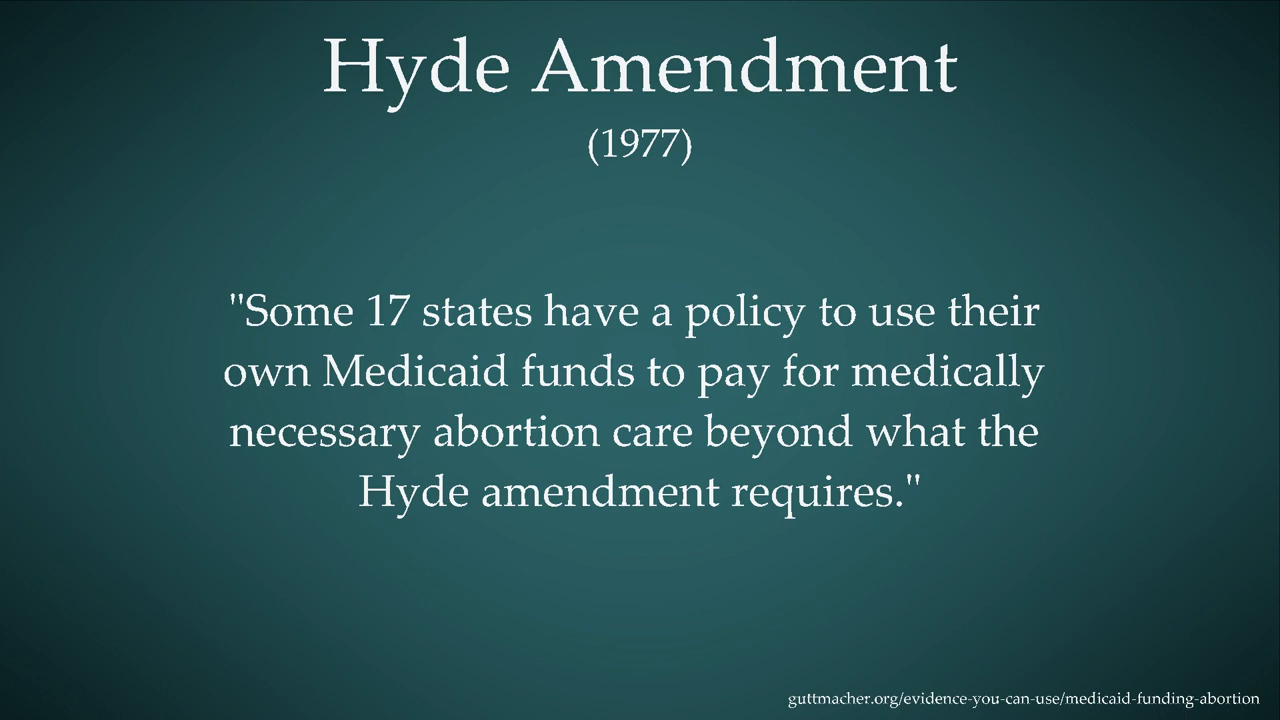 Hyde Amendment
(1977)
"Some 17 states have a policy to use their
own Medicaid funds to pay for medically
necessary abortion care beyond what the
Hyde amendment requires."
guttmacher.org/evidence-you-can-use/medicaid-funding-abortion